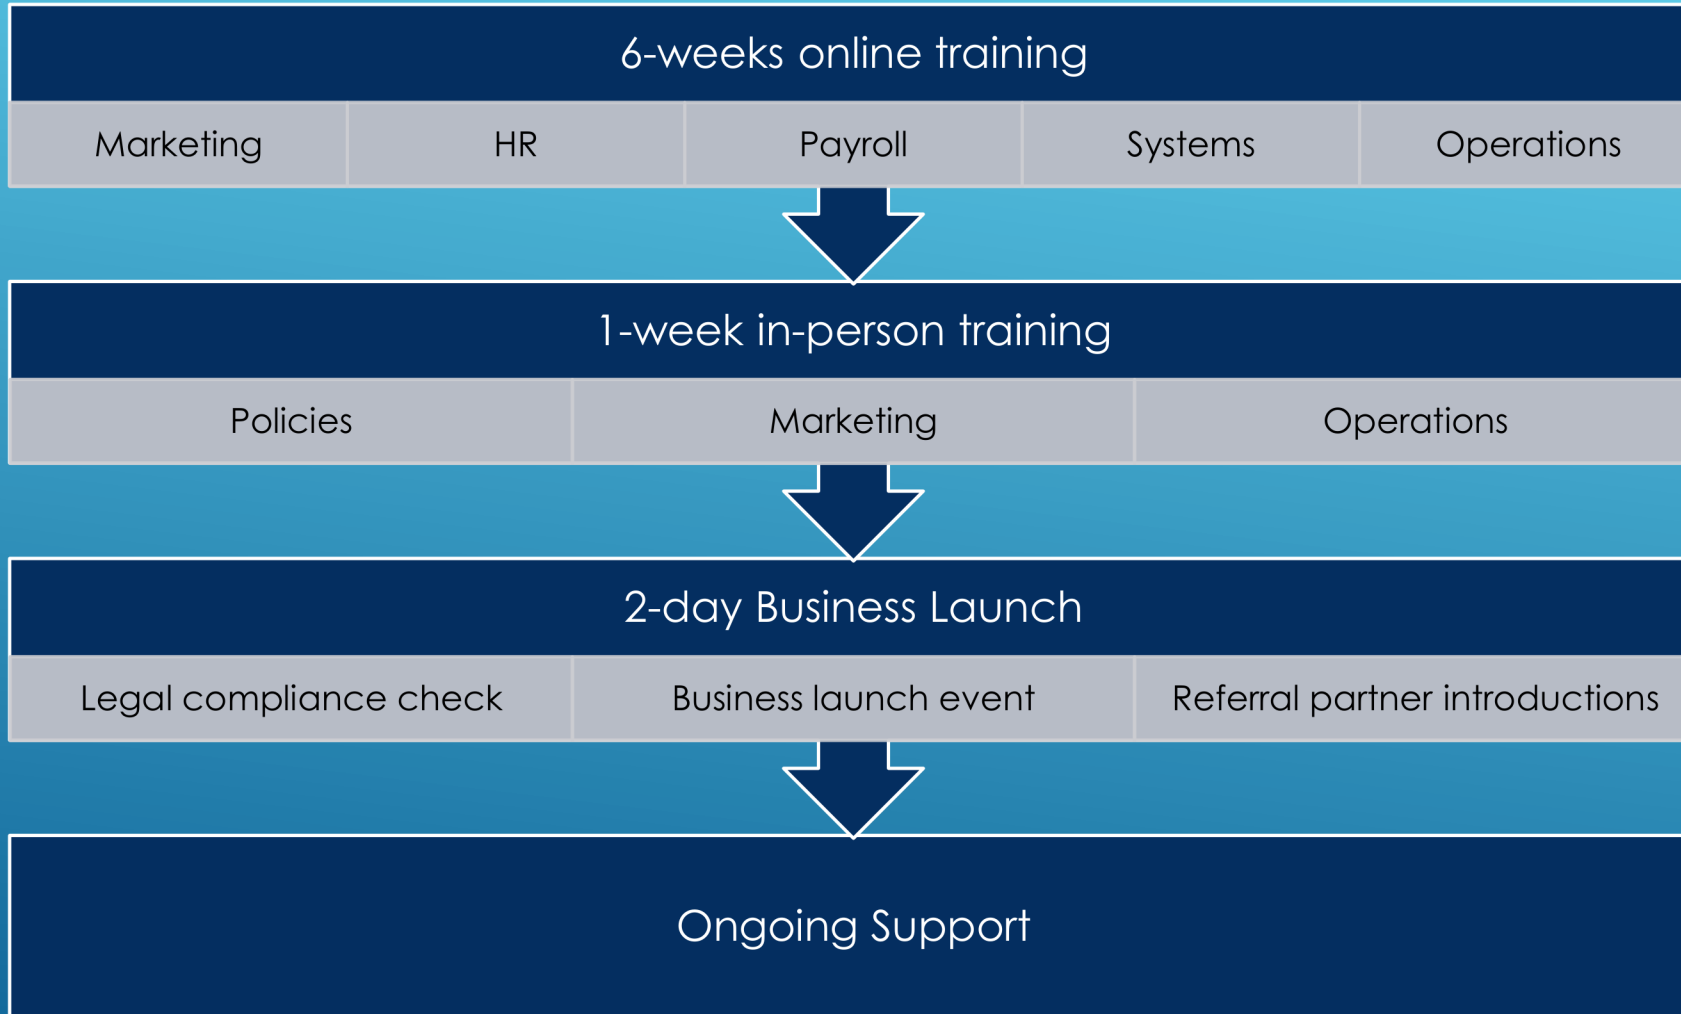 6-weeks online training
Marketing
HR
Payroll
Systems
Operations
1-week in-person training
Policies
Marketing
Operations
2-day Business Launch
Legal compliance check
Business launch event
Referral partner introductions
Ongoing Support